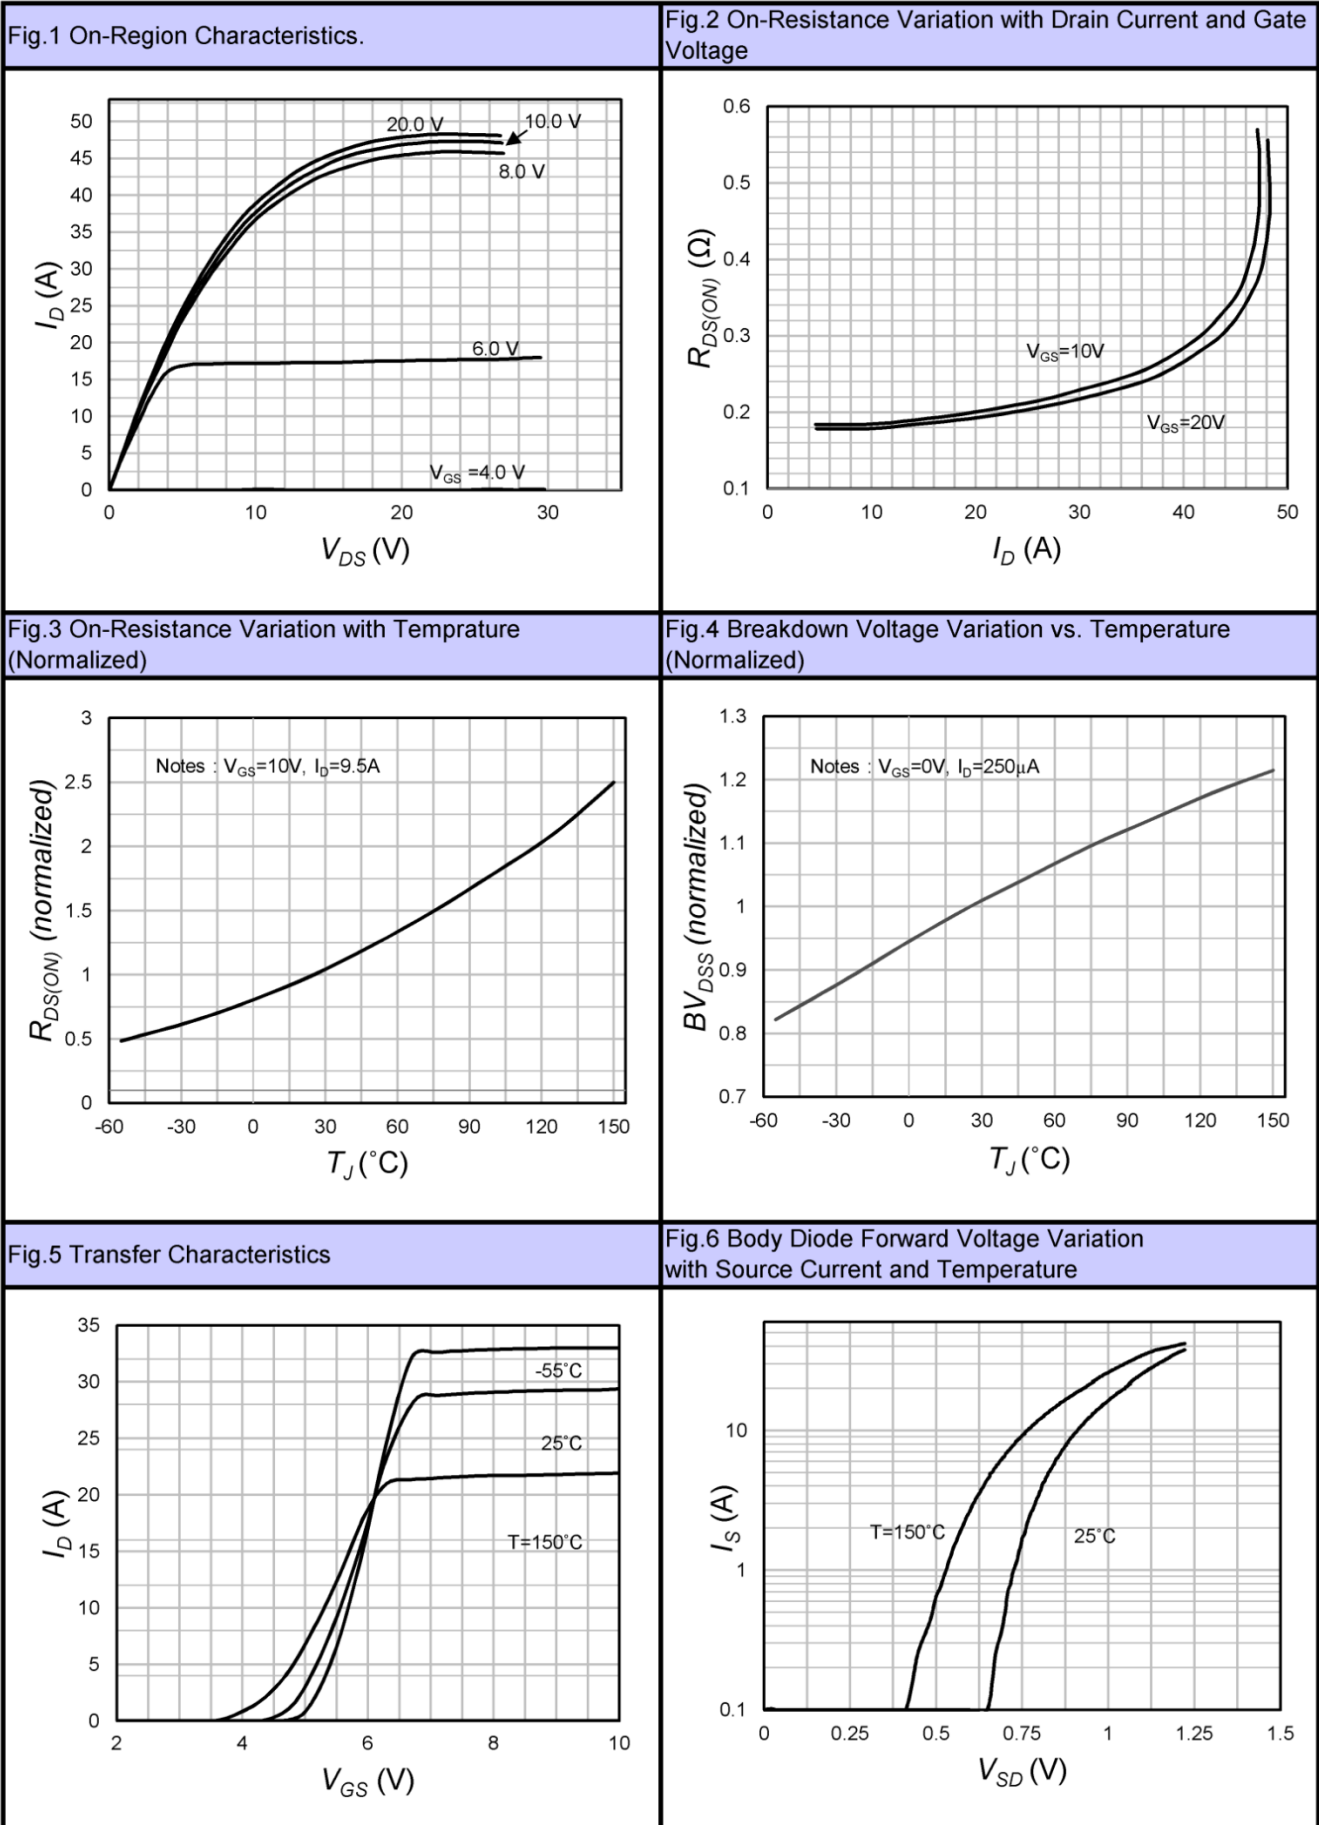 Fig.1 On-Region Characteristics.
Fig.2 On-Resistance Variation with Drain Current and Gate
Voltage
50
45
40
35
30
25
20
15
10
5
0
I_D (A)
20.0 V
10.0 V
8.0 V
6.0 V
V_GS =4.0 V
0 10 20 30
V_DS (V)
0.6
0.5
0.4
0.3
0.2
0.1
R_DS(ON) (Ω)
V_GS=10V
V_GS=20V
0 10 20 30 40 50
I_D (A)
Fig.3 On-Resistance Variation with Temprature
(Normalized)
Fig.4 Breakdown Voltage Variation vs. Temperature
(Normalized)
3
2.5
2
1.5
1
0.5
0
R_DS(ON) (normalized)
Notes : V_GS=10V, I_D=9.5A
-60 -30 0 30 60 90 120 150
T_J (˚C)
1.3
1.2
1.1
1
0.9
0.8
0.7
BV_DSS (normalized)
Notes : V_GS=0V, I_D=250μA
-60 -30 0 30 60 90 120 150
T_J (˚C)
Fig.5 Transfer Characteristics
Fig.6 Body Diode Forward Voltage Variation
with Source Current and Temperature
35
30
25
20
15
10
5
0
I_D (A)
-55˚C
25˚C
T=150˚C
2 4 6 8 10
V_GS (V)
10
1
0.1
I_S (A)
T=150˚C
25˚C
0 0.25 0.5 0.75 1 1.25 1.5
V_SD (V)